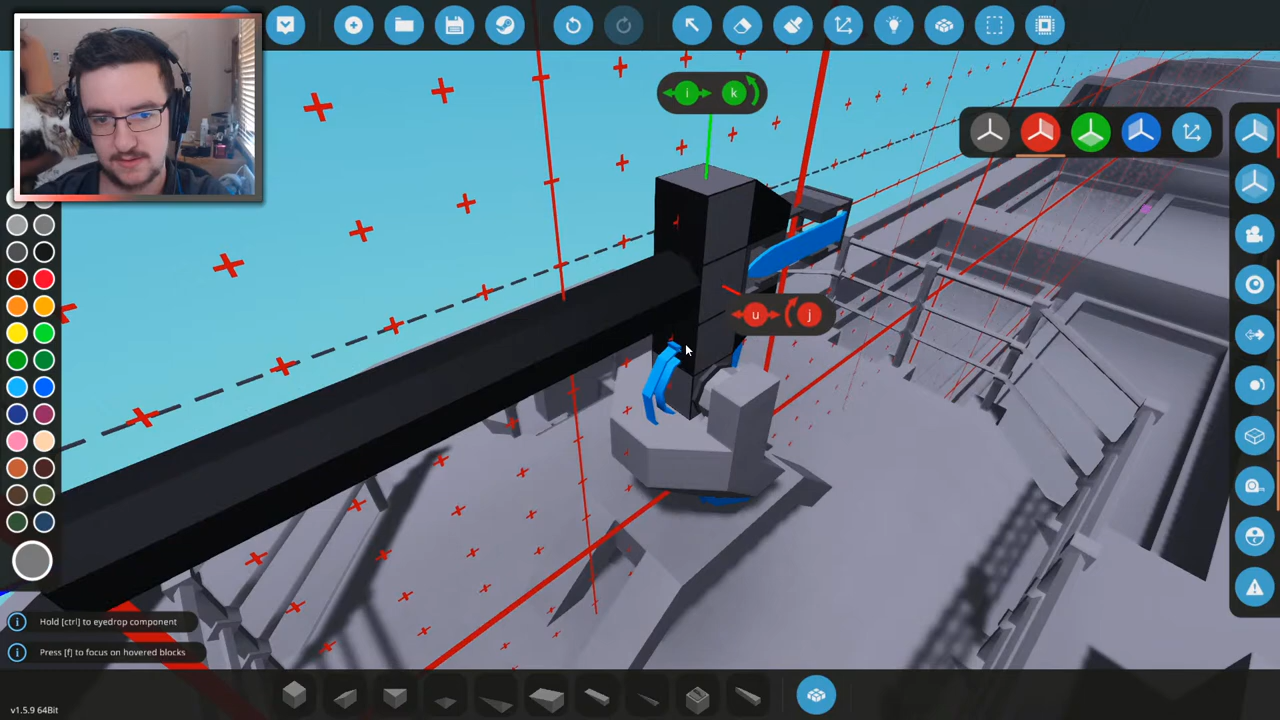 i k
u j
Hold [ctrl] to eyedrop component
Press [f] to focus on hovered blocks
v1.5.9 64Bit